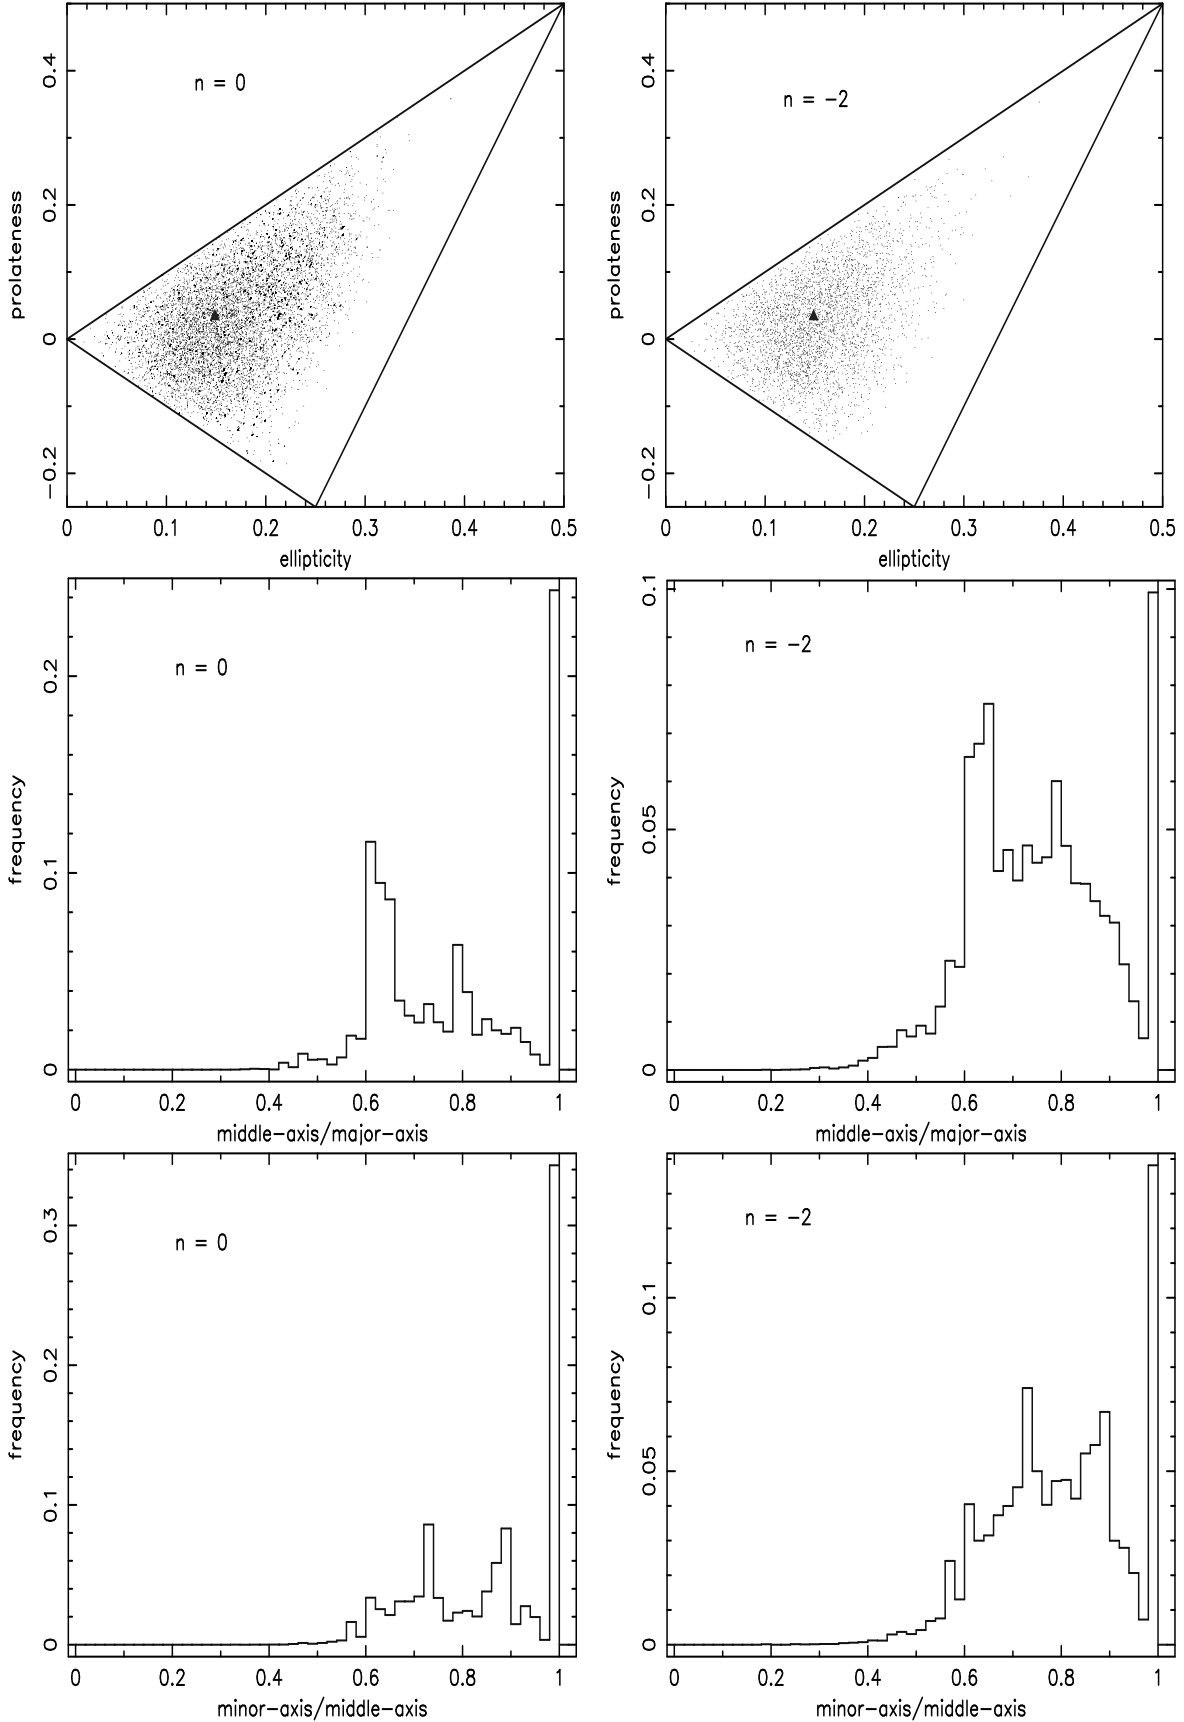 n = 0
prolateness
0.4
0.2
0
−0.2
0 0.1 0.2 0.3 0.4 0.5
ellipticity
n = −2
prolateness
0.4
0.2
0
−0.2
0 0.1 0.2 0.3 0.4 0.5
ellipticity
n = 0
frequency
0.2
0.1
0
0 0.2 0.4 0.6 0.8 1
middle−axis/major−axis
n = −2
frequency
0.1
0.05
0
0 0.2 0.4 0.6 0.8 1
middle−axis/major−axis
n = 0
frequency
0.3
0.2
0.1
0
0 0.2 0.4 0.6 0.8 1
minor−axis/middle−axis
n = −2
frequency
0.1
0.05
0
0 0.2 0.4 0.6 0.8 1
minor−axis/middle−axis